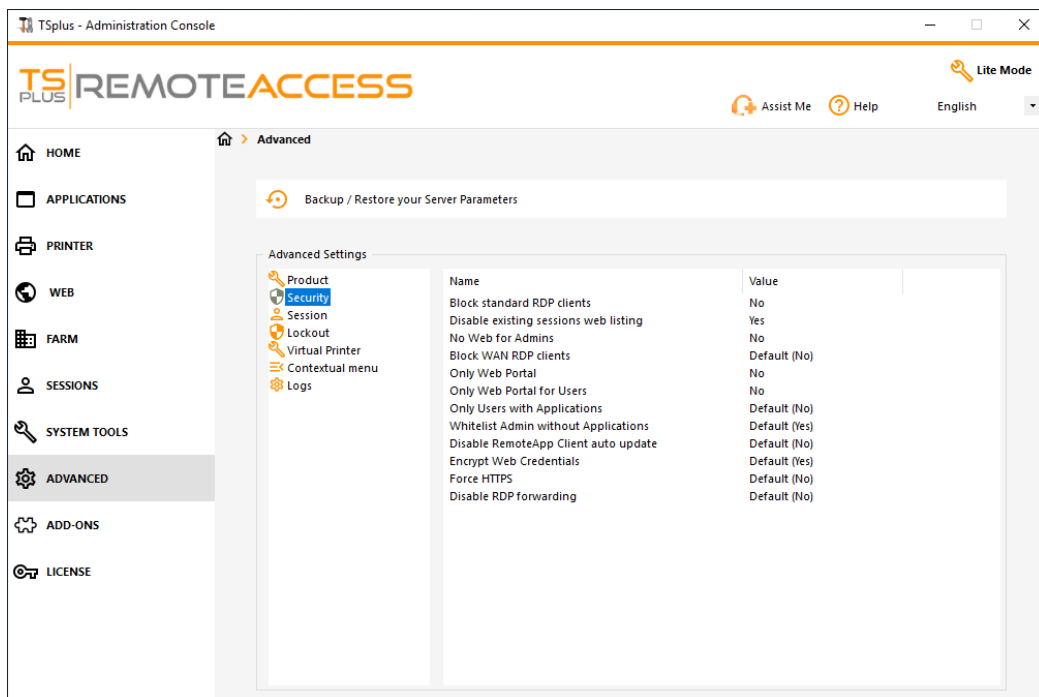 TSplus - Administration Console
TS PLUS REMOTEACCESS
Lite Mode
Assist Me
Help
English
HOME
APPLICATIONS
PRINTER
WEB
FARM
SESSIONS
SYSTEM TOOLS
ADVANCED
ADD-ONS
LICENSE
Advanced
Backup / Restore your Server Parameters
Advanced Settings
Product
Security
Session
Lockout
Virtual Printer
Contextual menu
Logs
Name Value
Block standard RDP clients No
Disable existing sessions web listing Yes
No Web for Admins No
Block WAN RDP clients Default (No)
Only Web Portal No
Only Web Portal for Users No
Only Users with Applications Default (No)
Whitelist Admin without Applications Default (Yes)
Disable RemoteApp Client auto update Default (No)
Encrypt Web Credentials Default (Yes)
Force HTTPS Default (No)
Disable RDP forwarding Default (No)